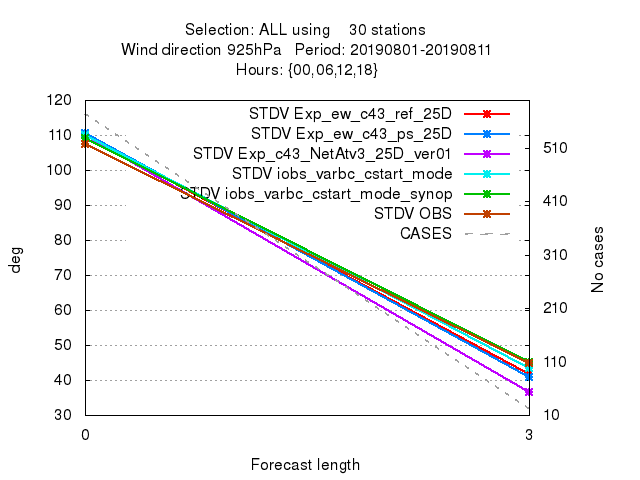 Selection: ALL using    30 stations
Wind direction 925hPa   Period: 20190801-20190811
Hours: {00,06,12,18}
STDV Exp_ew_c43_ref_25D
STDV Exp_ew_c43_ps_25D
STDV Exp_c43_NetAtv3_25D_ver01
STDV iobs_varbc_cstart_mode
STDV iobs_varbc_cstart_mode_synop
STDV OBS
CASES
120
110
100
90
80
70
60
50
40
30
deg
510
410
310
210
110
10
No cases
0 3
Forecast length